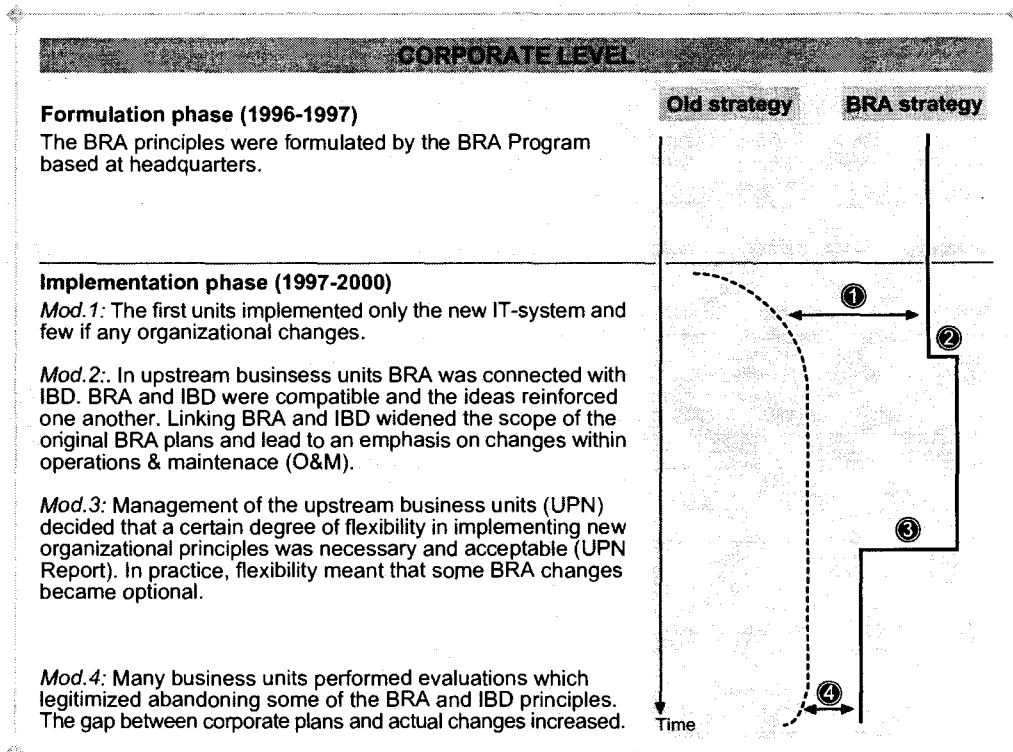 CORPORATE LEVEL
Old strategy BRA strategy
Formulation phase (1996-1997)
The BRA principles were formulated by the BRA Program
based at headquarters.
Implementation phase (1997-2000)
Mod.1: The first units implemented only the new IT-system and
few if any organizational changes.
1
2
Mod.2:. In upstream businsess units BRA was connected with
IBD. BRA and IBD were compatible and the ideas reinforced
one another. Linking BRA and IBD widened the scope of the
original BRA plans and lead to an emphasis on changes within
operations & maintenace (O&M).
Mod.3: Management of the upstream business units (UPN)
decided that a certain degree of flexibility in implementing new
organizational principles was necessary and acceptable (UPN
Report). In practice, flexibility meant that some BRA changes
became optional.
3
Mod.4: Many business units performed evaluations which
legitimized abandoning some of the BRA and IBD principles.
The gap between corporate plans and actual changes increased.
4
Time